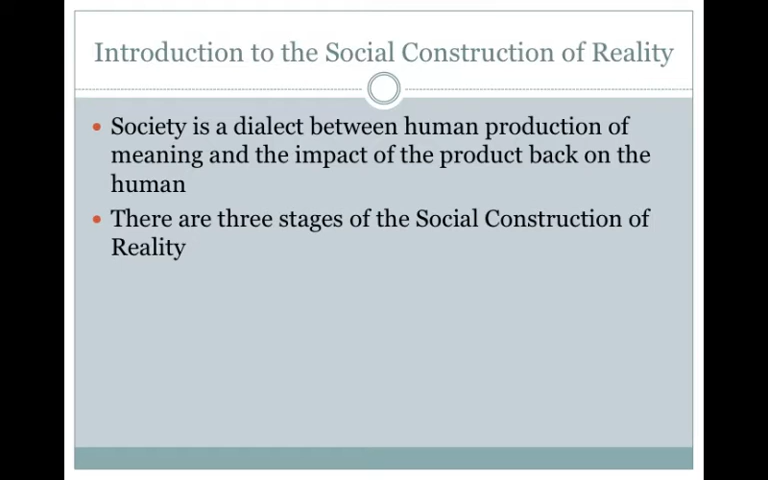 Introduction to the Social Construction of Reality
• Society is a dialect between human production of
meaning and the impact of the product back on the
human
• There are three stages of the Social Construction of
Reality